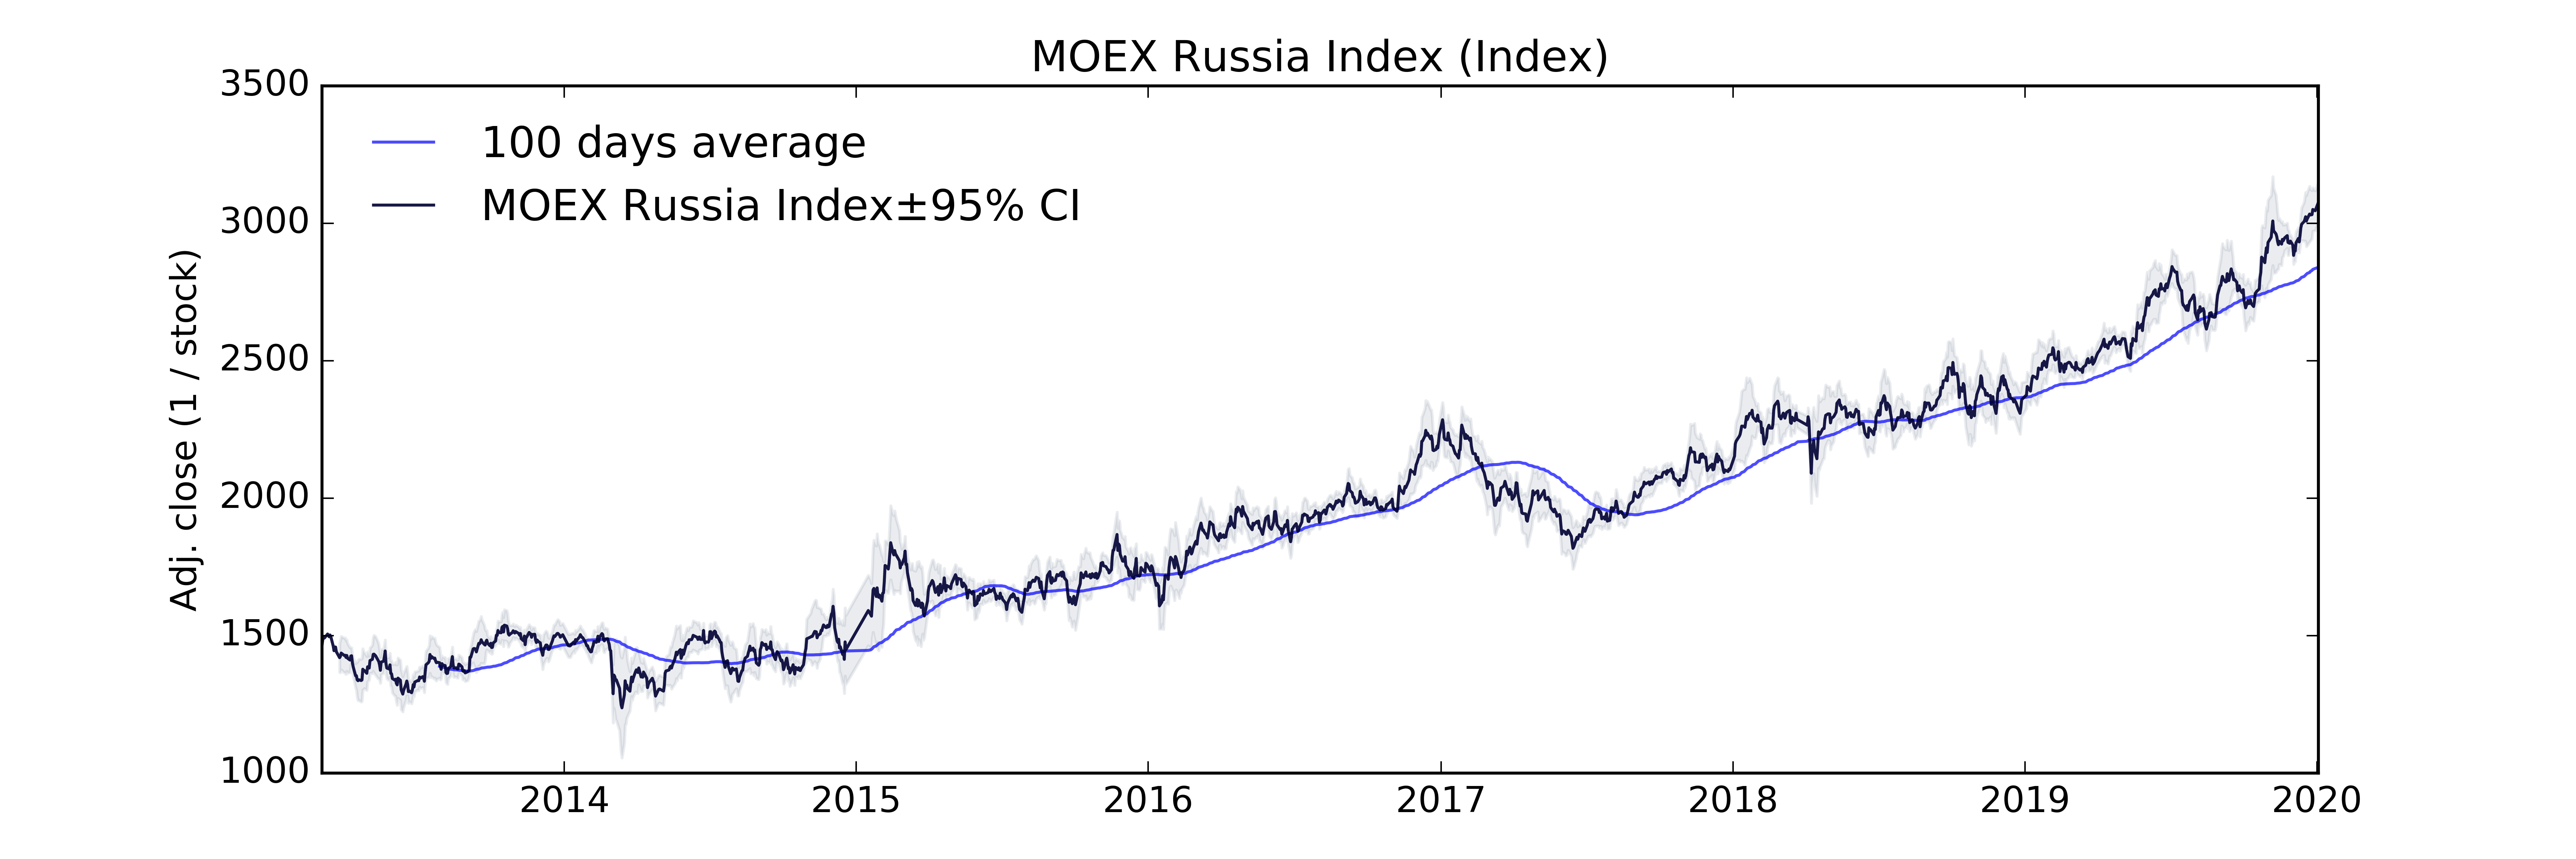 MOEX Russia Index (Index)
3500
3000
2500
2000
1500
1000
Adj. close (1 / stock)
100 days average
MOEX Russia Index±95% CI
2014 2015 2016 2017 2018 2019 2020